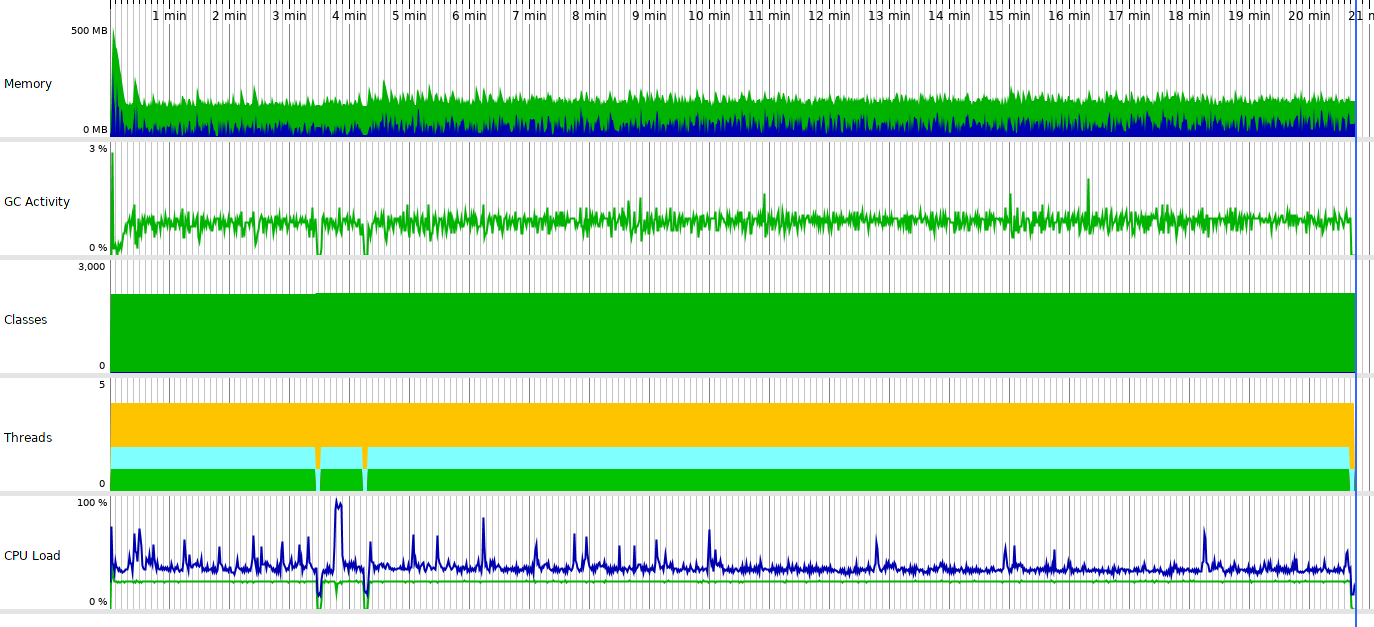 1 min 2 min 3 min 4 min 5 min 6 min 7 min 8 min 9 min 10 min 11 min 12 min 13 min 14 min 15 min 16 min 17 min 18 min 19 min 20 min 21 m
500 MB
Memory
0 MB
3 %
GC Activity
0 %
3,000
Classes
0
5
Threads
0
100 %
CPU Load
0 %